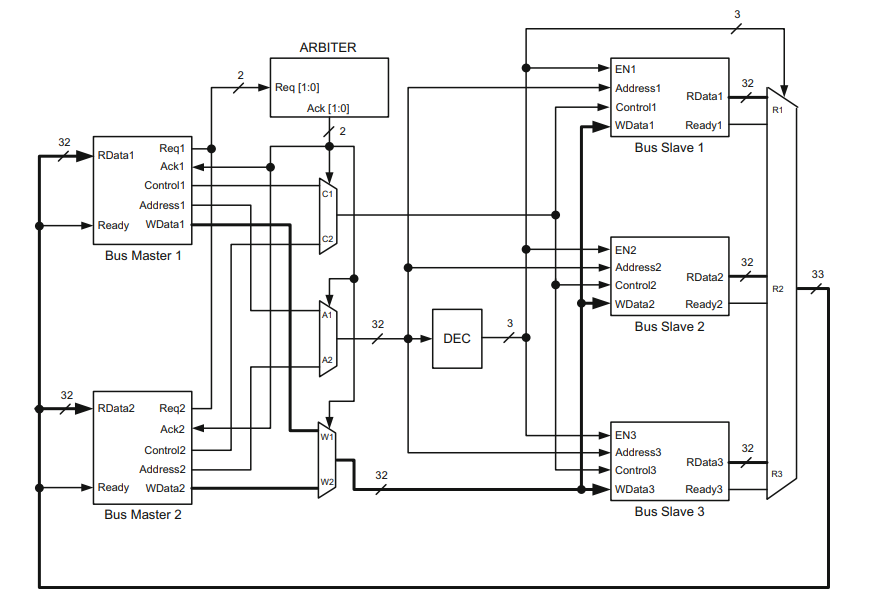 3
ARBITER
2
Req [1:0]
Ack [1:0]
2
32
RData1
Req1
Ack1
Control1
Address1
Ready
WData1
Bus Master 1
C1
C2
A1
A2
32
DEC
3
32
RData2
Req2
Ack2
Control2
Address2
Ready
WData2
Bus Master 2
W1
W2
32
EN1
Address1
Control1
WData1
RData1
32
Ready1
Bus Slave 1
R1
EN2
Address2
Control2
WData2
RData2
32
Ready2
Bus Slave 2
R2
33
EN3
Address3
Control3
WData3
RData3
32
Ready3
Bus Slave 3
R3